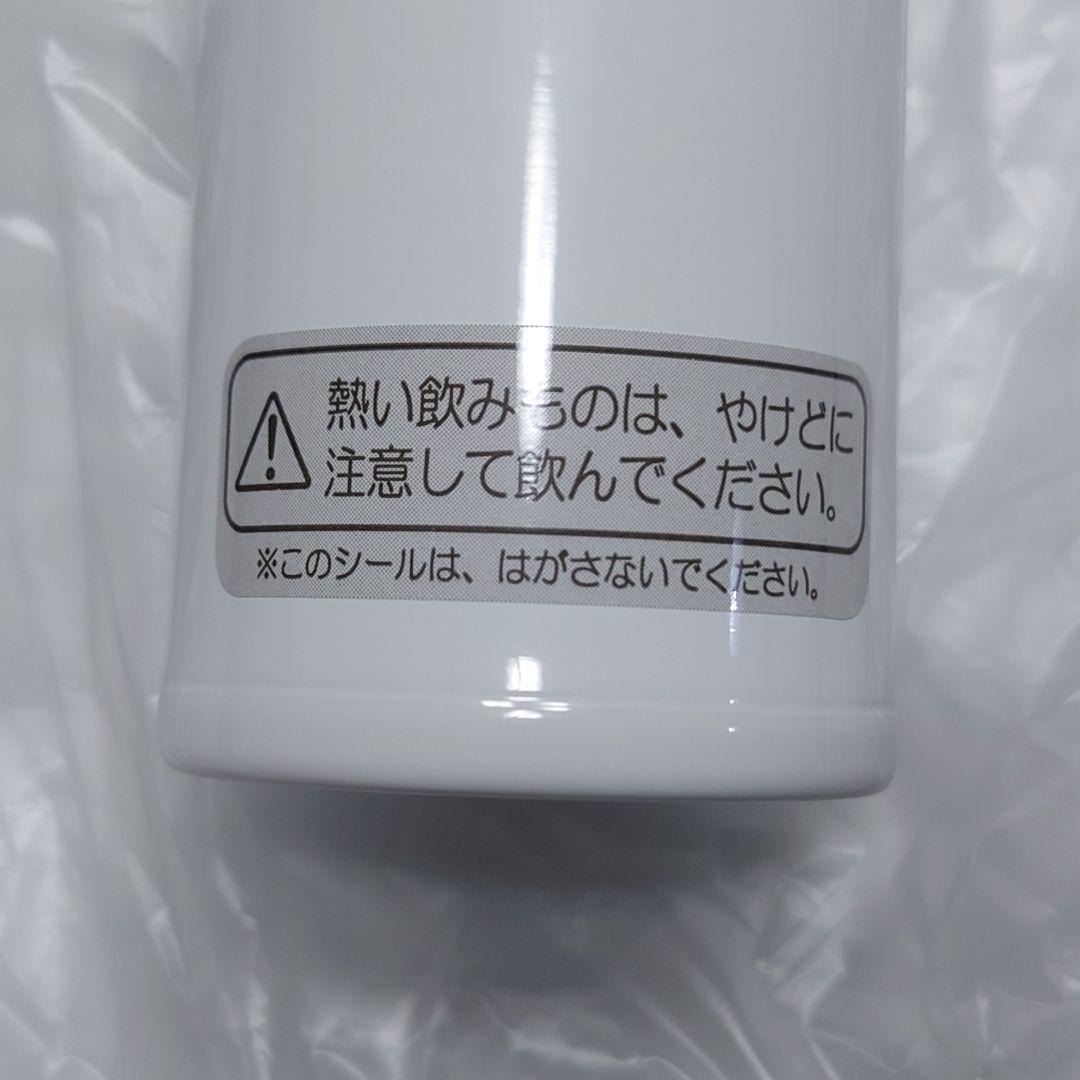 熱い飲みものは、やけどに
注意して飲んでください。
※このシールは、はがさないでください。